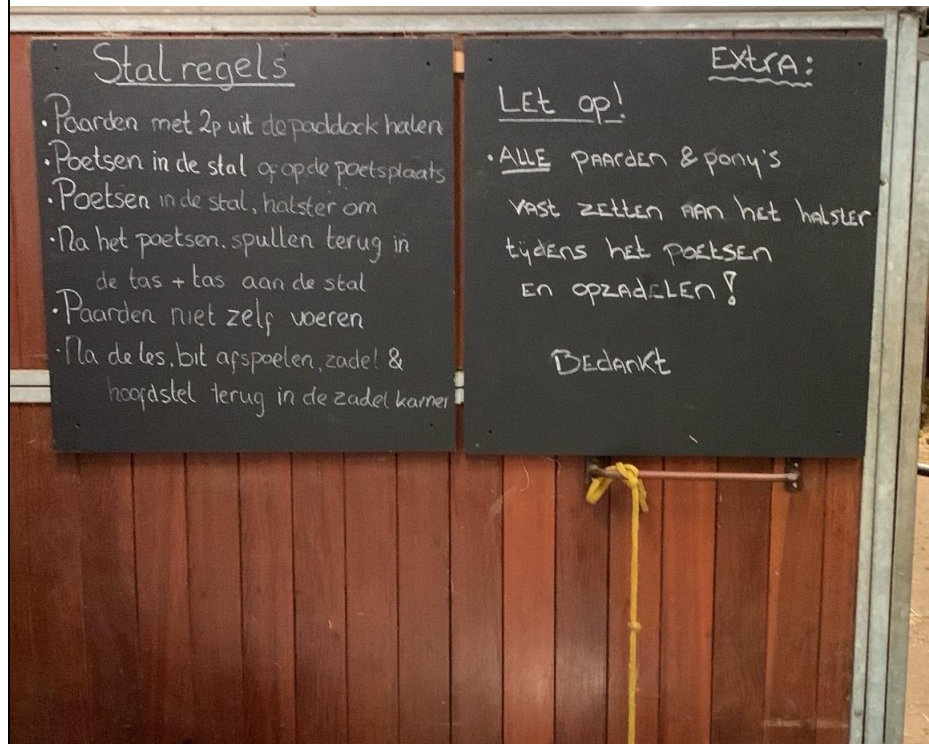 Stal regels
• Paarden met 2p uit de paddock halen
• Poetsen in de stal of op de poetsplaats
• Poetsen in de stal, halster om
• Na het poetsen, spullen terug in
de tas + tas aan de stal
• Paarden niet zelf voeren
• Na de les, bit afspoelen, zadel &
hoofdstel terug in de zadel kamer
Extra:
LEt op!
• ALLE paarden & pony's
vast zetten aan het halster
tijdens het poetsen
en opzadelen!
Bedankt